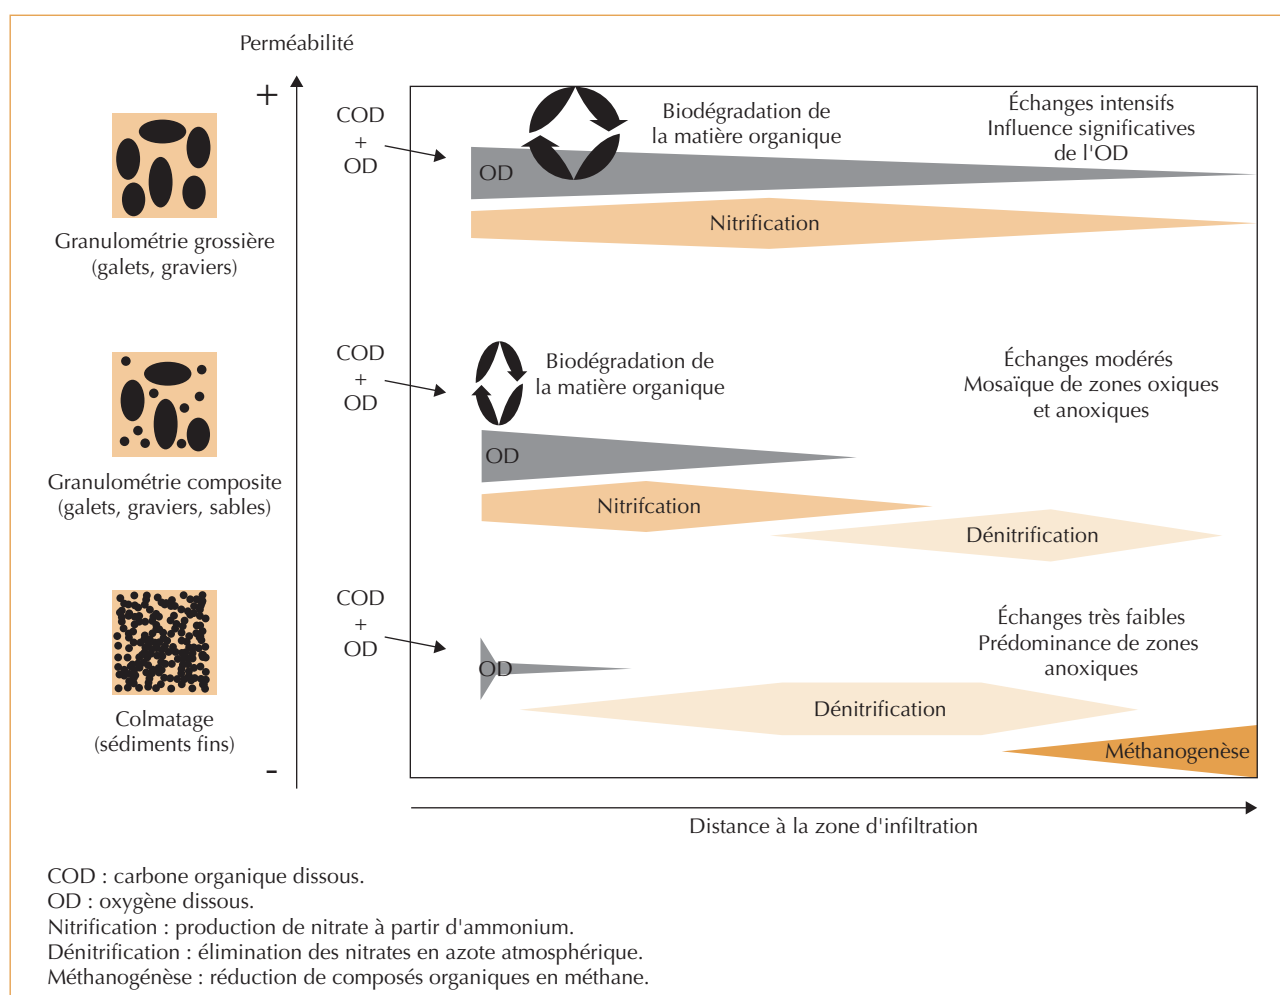 Perméabilité
+
COD
+
OD
Biodégradation de
la matière organique
Échanges intensifs
Influence significatives
de l'OD
OD
Nitrification
Granulométrie grossière
(galets, graviers)
COD
+
OD
Biodégradation de
la matière organique
Échanges modérés
Mosaïque de zones oxiques
et anoxiques
OD
Nitrifcation
Dénitrification
Granulométrie composite
(galets, graviers, sables)
COD
+
OD
Échanges très faibles
Prédominance de zones
anoxiques
OD
Dénitrification
Méthanogenèse
Colmatage
(sédiments fins)
-
Distance à la zone d'infiltration
COD : carbone organique dissous.
OD : oxygène dissous.
Nitrification : production de nitrate à partir d'ammonium.
Dénitrification : élimination des nitrates en azote atmosphérique.
Méthanogénèse : réduction de composés organiques en méthane.